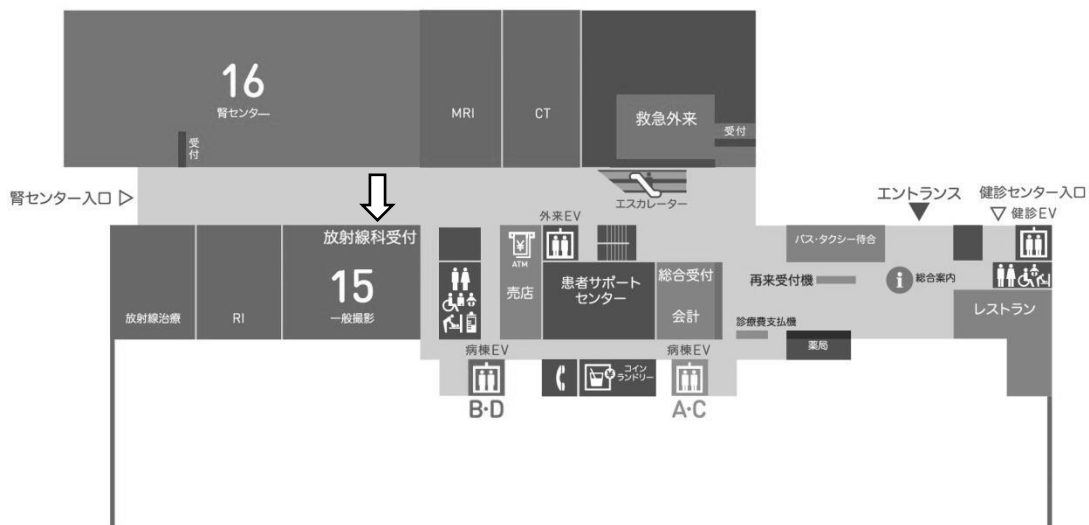 16
腎センター
受付
MRI
CT
救急外来
受付
腎センター入口
エスカレーター
エントランス
健診センター入口
健診EV
外来EV
放射線科受付
15
一般撮影
放射線治療
RI
ATM
売店
患者サポート
センター
総合受付
会計
バス・タクシー待合
再来受付機
i
総合案内
診療費支払機
薬局
レストラン
病棟EV
B・D
コイン
ランドリー
病棟EV
A・C